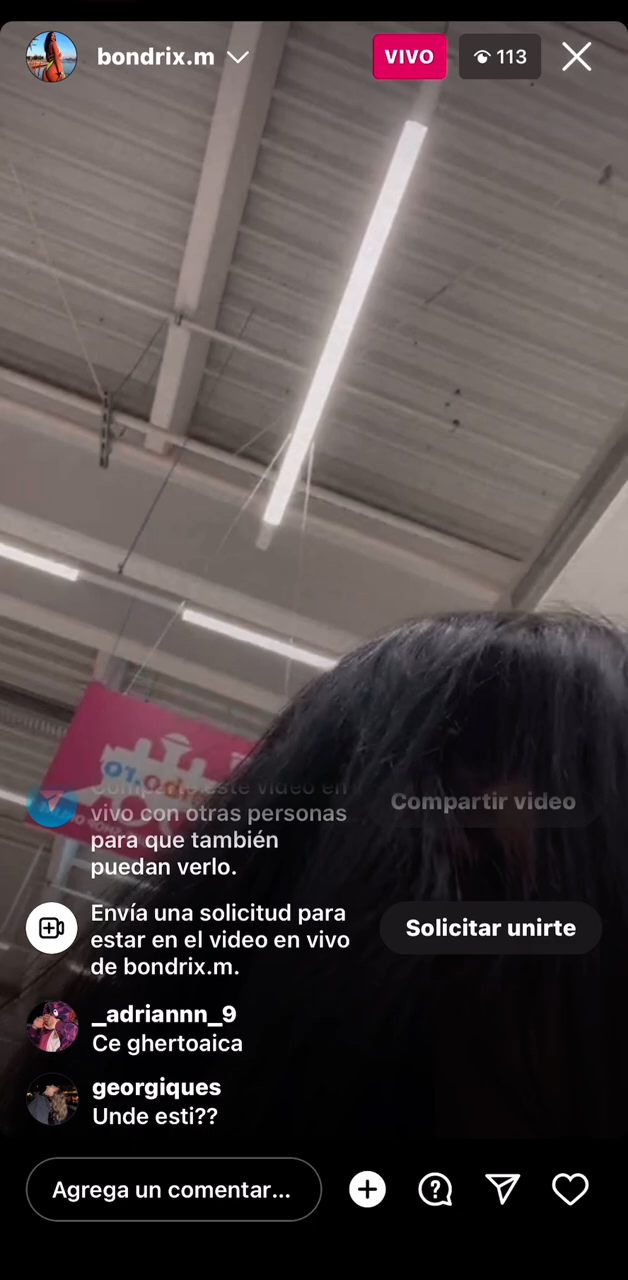 bondrix.m
VIVO
113
Comparte este video en
vivo con otras personas
para que también
puedan verlo.
Compartir video
Envía una solicitud para
estar en el video en vivo
de bondrix.m.
Solicitar unirte
_adriannn_9
Ce ghertoaica
georgiques
Unde esti??
Agrega un comentar...